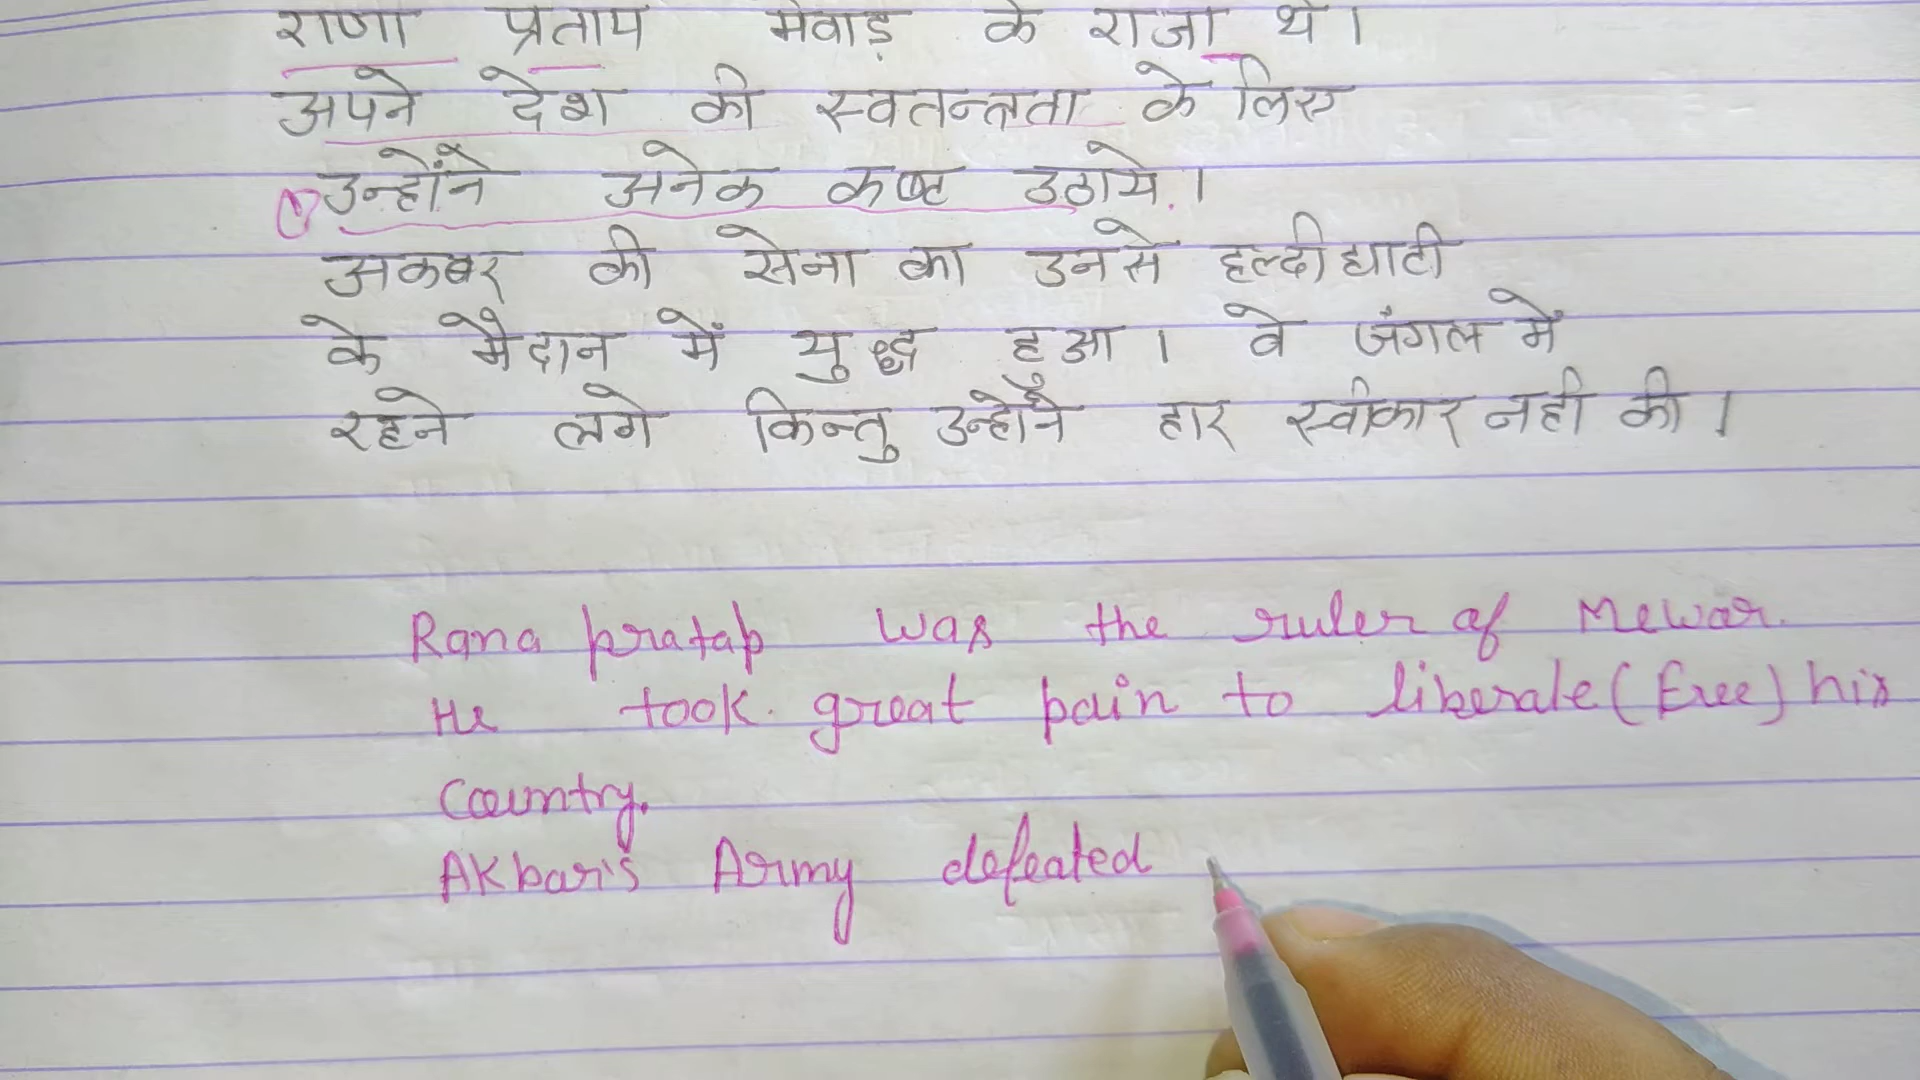 राणा प्रताप मेवाड़ के राजा थे।
अपने देश की स्वतन्त्रता के लिए
उन्होंने अनेक कष्ट उठाये।
अकबर की सेना का उनसे हल्दीघाटी
के मैदान में युद्ध हुआ। वे जंगल में
रहने लगे किन्तु उन्होंने हार स्वीकार नही की।
Rana pratap was the ruler of Mewar.
He took great pain to liberate (Free) his
Country.
Akbar's Army defeated